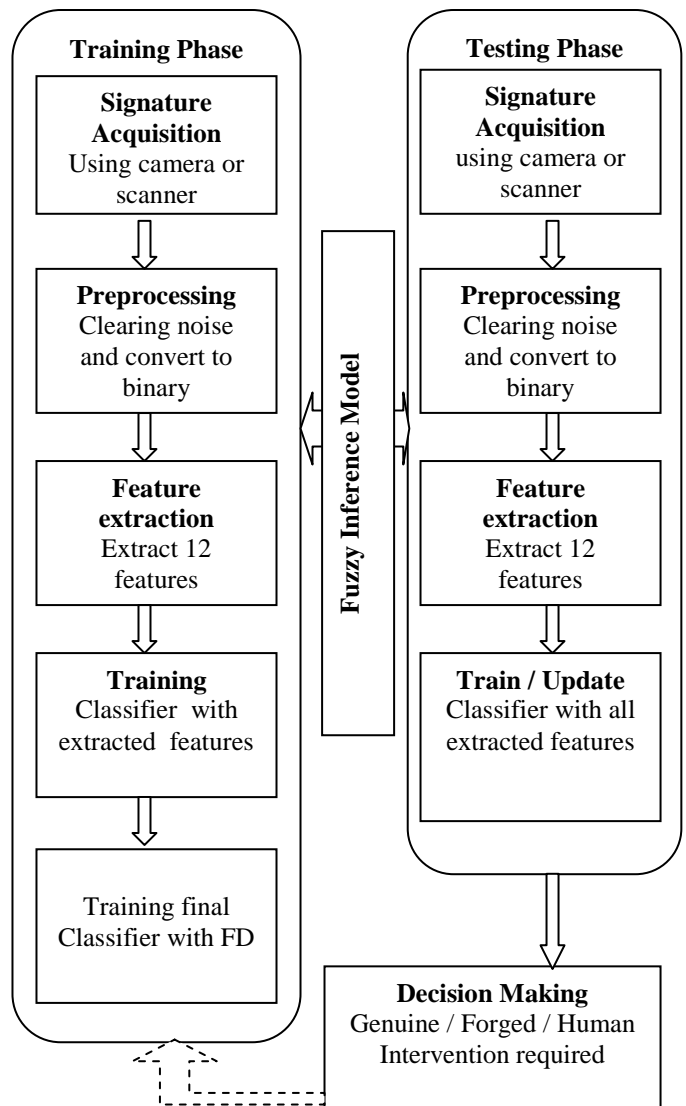 Training Phase
Signature
Acquisition
Using camera or
scanner
Preprocessing
Clearing noise
and convert to
binary
Feature
extraction
Extract 12
features
Training
Classifier with
extracted features
Training final
Classifier with FD
Fuzzy Inference Model
Testing Phase
Signature
Acquisition
using camera or
scanner
Preprocessing
Clearing noise
and convert to
binary
Feature
extraction
Extract 12
features
Train / Update
Classifier with all
extracted features
Decision Making
Genuine / Forged / Human
Intervention required